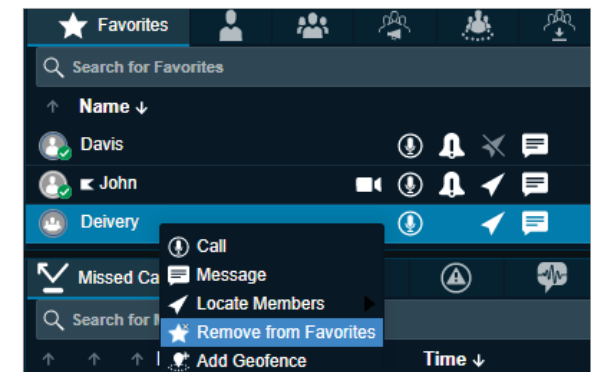 Favorites
Search for Favorites
Name
Davis
John
Deivery
Call
Missed Ca
Message
Locate Members
Search for
Remove from Favorites
Add Geofence
Time